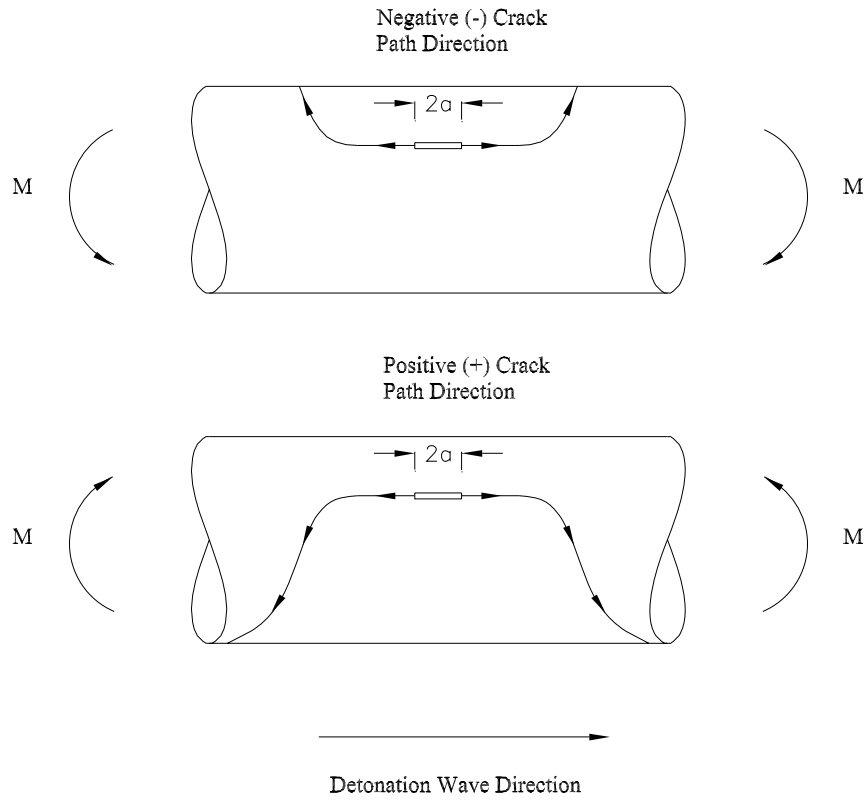 Negative (-) Crack
Path Direction
2a
M
M
Positive (+) Crack
Path Direction
2a
M
M
Detonation Wave Direction